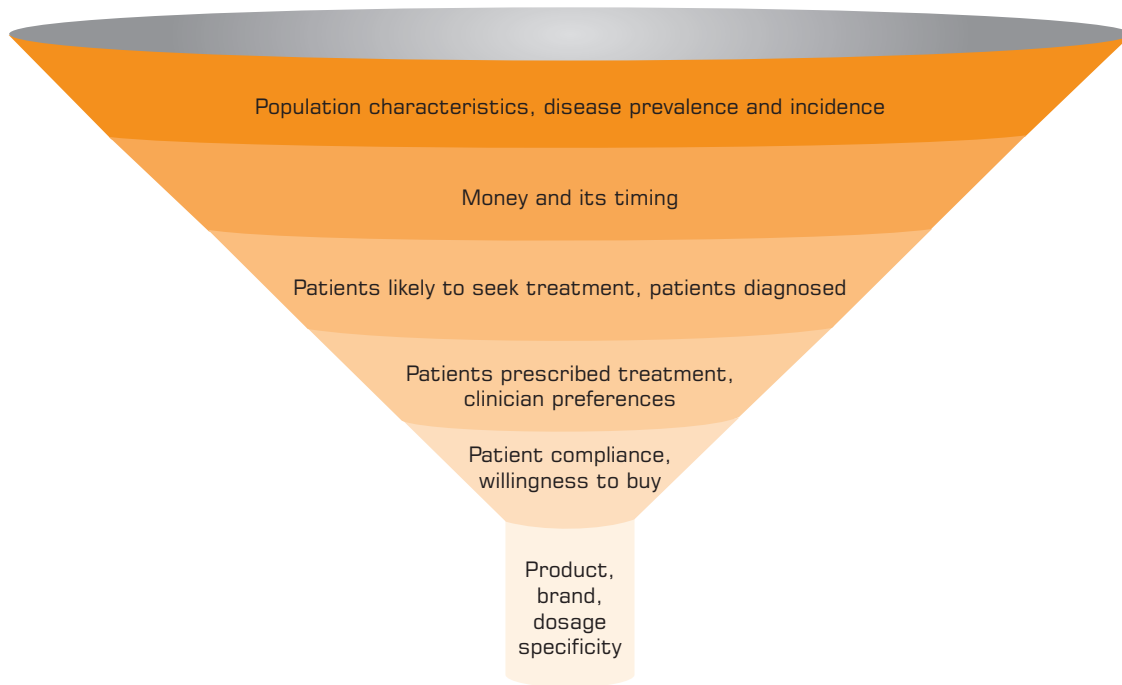 Population characteristics, disease prevalence and incidence
Money and its timing
Patients likely to seek treatment, patients diagnosed
Patients prescribed treatment,
clinician preferences
Patient compliance,
willingness to buy
Product,
brand,
dosage
specificity